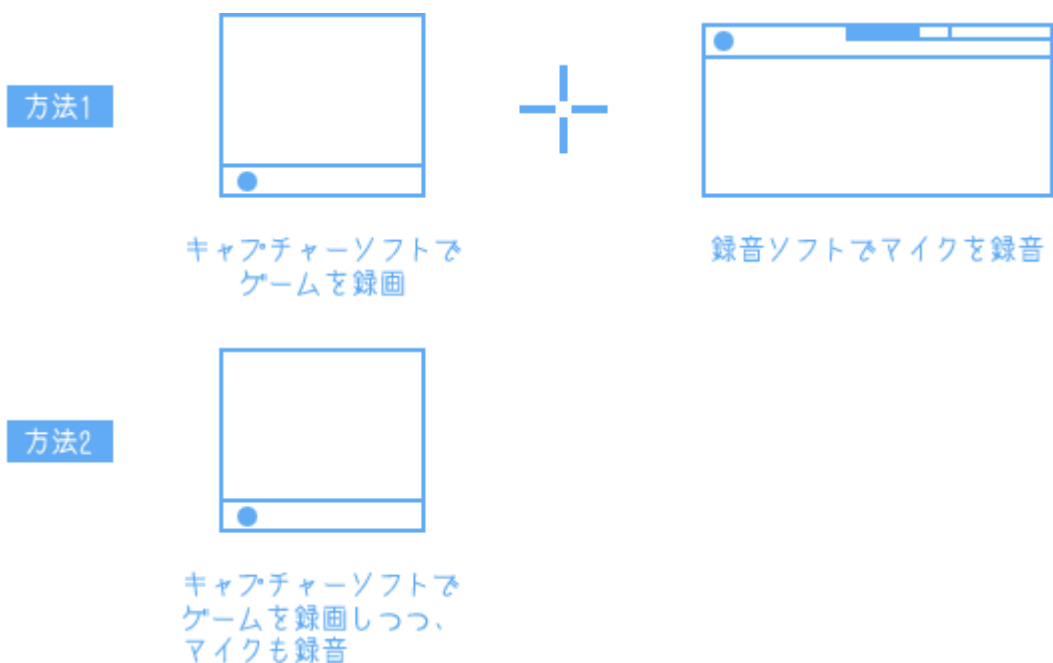 方法1
キャプチャーソフトで
ゲームを録画
録音ソフトでマイクを録音
方法2
キャプチャーソフトで
ゲームを録画しつつ、
マイクも録音